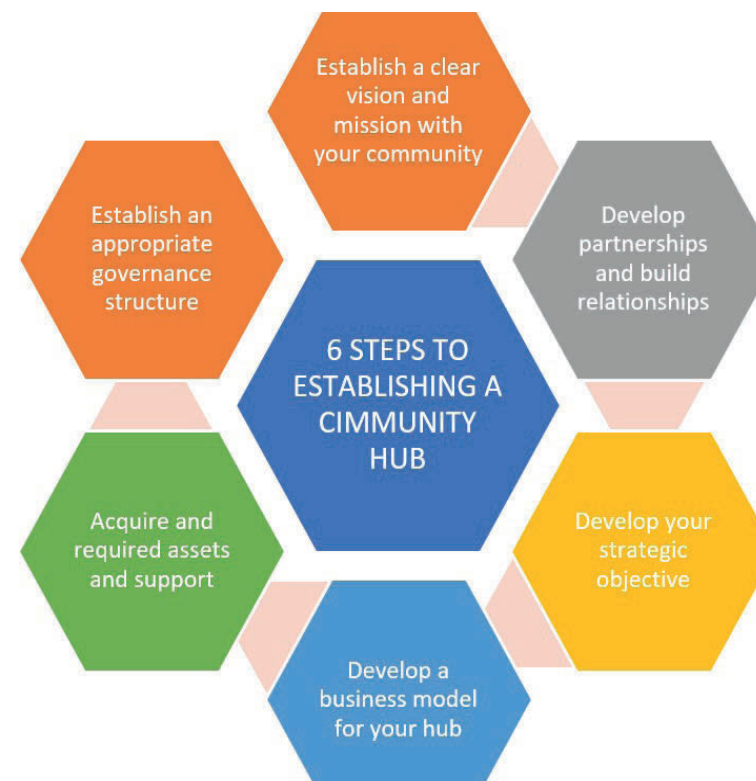 Establish a clear
vision and
mission with
your community
Develop
partnerships
and build
relationships
Develop your
strategic
objective
Develop a
business model
for your hub
Acquire and
required assets
and support
Establish an
appropriate
governance
structure
6 STEPS TO
ESTABLISHING A
CIMMUNITY
HUB